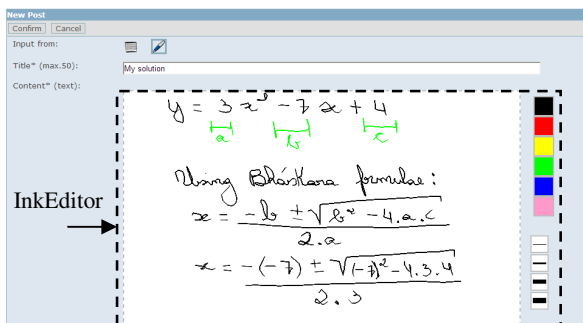 New Post
Confirm Cancel
Input from:
Title* (max.50): My solution
Content* (text):
y = 3x² - 7x + 4
a b c
InkEditor
Using Bháskara formulae:
x = -b ± √b² - 4.a.c
2.a
x = -(-7) ± √(-7)² - 4.3.4
2.3